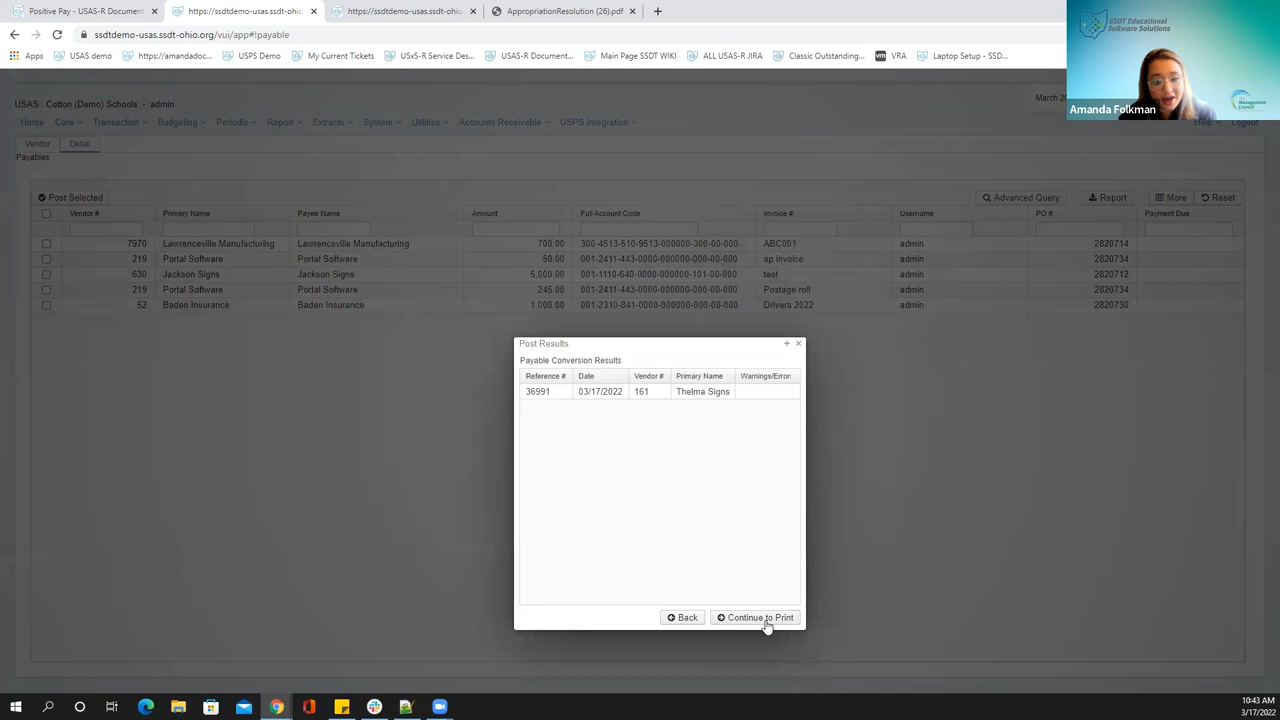 Positive Pay - USAS-R Document × https://ssdtdemo-usas.ssdt-ohio × https://ssdtdemo-usas.ssdt-ohio × AppropriationResolution (26).pdf × +
ssdtdemo-usas.ssdt-ohio.org/vui/app#!payable
Apps USAS demo https://amandadoc... USPS Demo My Current Tickets USxS-R Service Des... USAS-R Document... Main Page SSDT WIKI ALL USAS-R JIRA Classic Outstanding... vm VRA Laptop Setup - SSD...
SSDT Educational
Software Solutions
Management
Council
Amanda Folkman
USAS: Cotton (Demo) Schools - admin March 20
Home Core Transaction Budgeting Periodic Report Extracts System Utilities Accounts Receivable USPS Integration Help Logout
Vendor Detail
Payables
Post Selected Advanced Query Report More Reset
Vendor # Primary Name Payee Name Amount Full Account Code Invoice # Username PO # Payment Due
7970 Lawrenceville Manufacturing Lawrenceville Manufacturing 700.00 300-4513-510-9513-000000-300-00-000 ABC001 admin 2820714
219 Portal Software Portal Software 50.00 001-2411-443-0000-000000-000-00-000 ap invoice admin 2820734
630 Jackson Signs Jackson Signs 5,000.00 001-1110-640-0000-000000-101-00-000 test admin 2820712
219 Portal Software Portal Software 245.00 001-2411-443-0000-000000-000-00-000 Postage roll admin 2820734
52 Baden Insurance Baden Insurance 1,000.00 001-2310-841-0000-000000-000-00-000 Drivers 2022 admin 2820730
Post Results + ×
Payable Conversion Results
Reference # Date Vendor # Primary Name Warnings/Error
36991 03/17/2022 161 Thelma Signs
Back Continue to Print
10:43 AM
3/17/2022